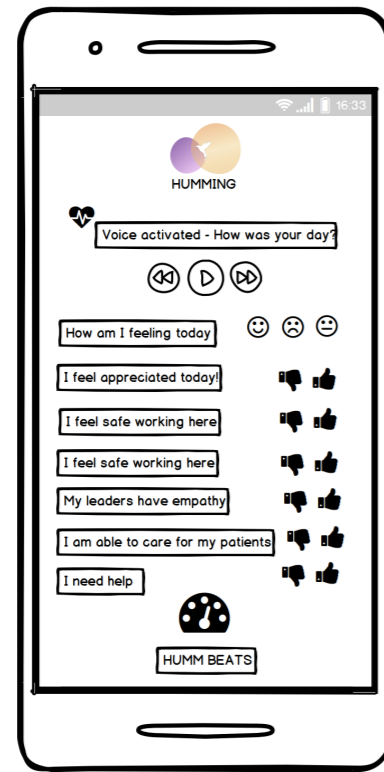 16:33
HUMMING
Voice activated - How was your day?
How am I feeling today
I feel appreciated today!
I feel safe working here
I feel safe working here
My leaders have empathy
I am able to care for my patients
I need help
HUMM BEATS